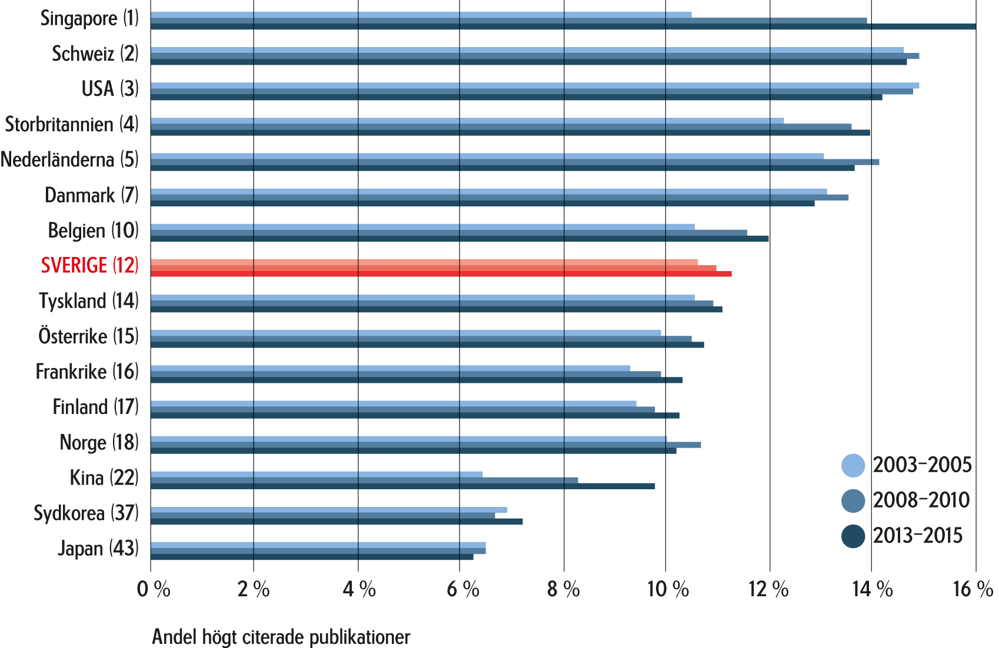 Singapore (1)
Schweiz (2)
USA (3)
Storbritannien (4)
Nederländerna (5)
Danmark (7)
Belgien (10)
SVERIGE (12)
Tyskland (14)
Österrike (15)
Frankrike (16)
Finland (17)
Norge (18)
Kina (22)
Sydkorea (37)
Japan (43)
2003–2005
2008–2010
2013–2015
0 % 2 % 4 % 6 % 8 % 10 % 12 % 14 % 16 %
Andel högt citerade publikationer